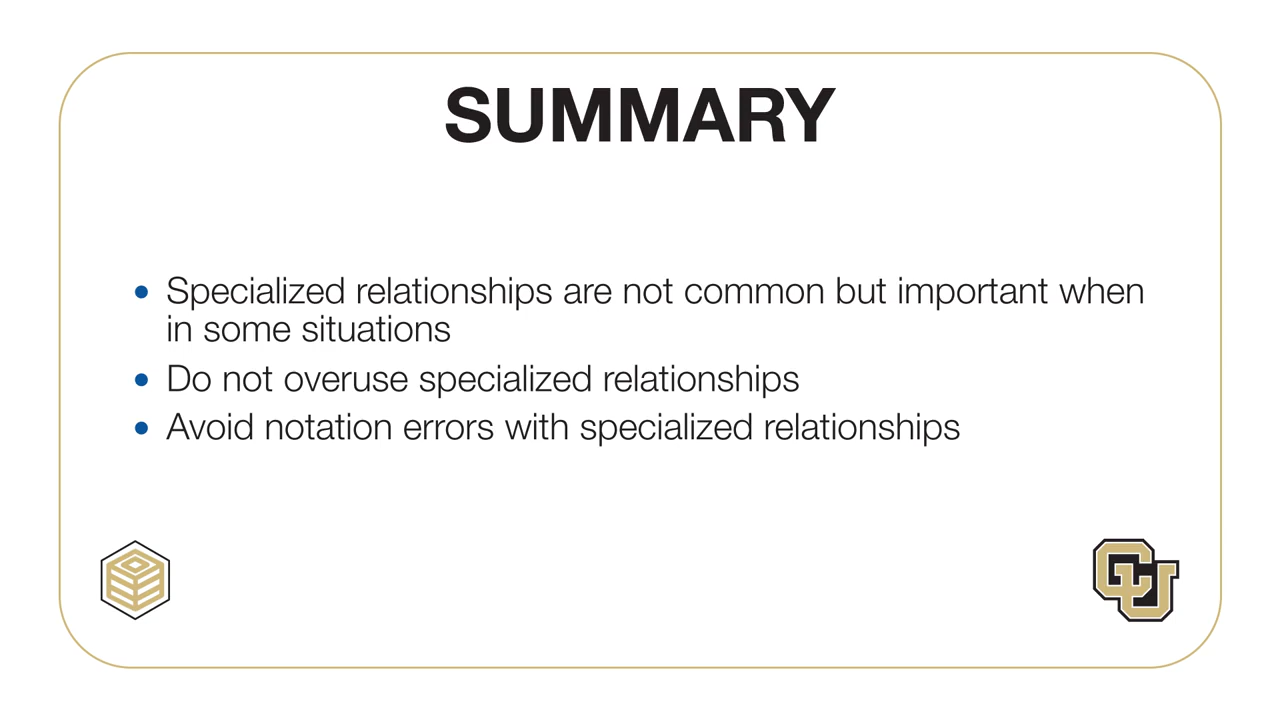 SUMMARY
Specialized relationships are not common but important when
in some situations
Do not overuse specialized relationships
Avoid notation errors with specialized relationships
CU